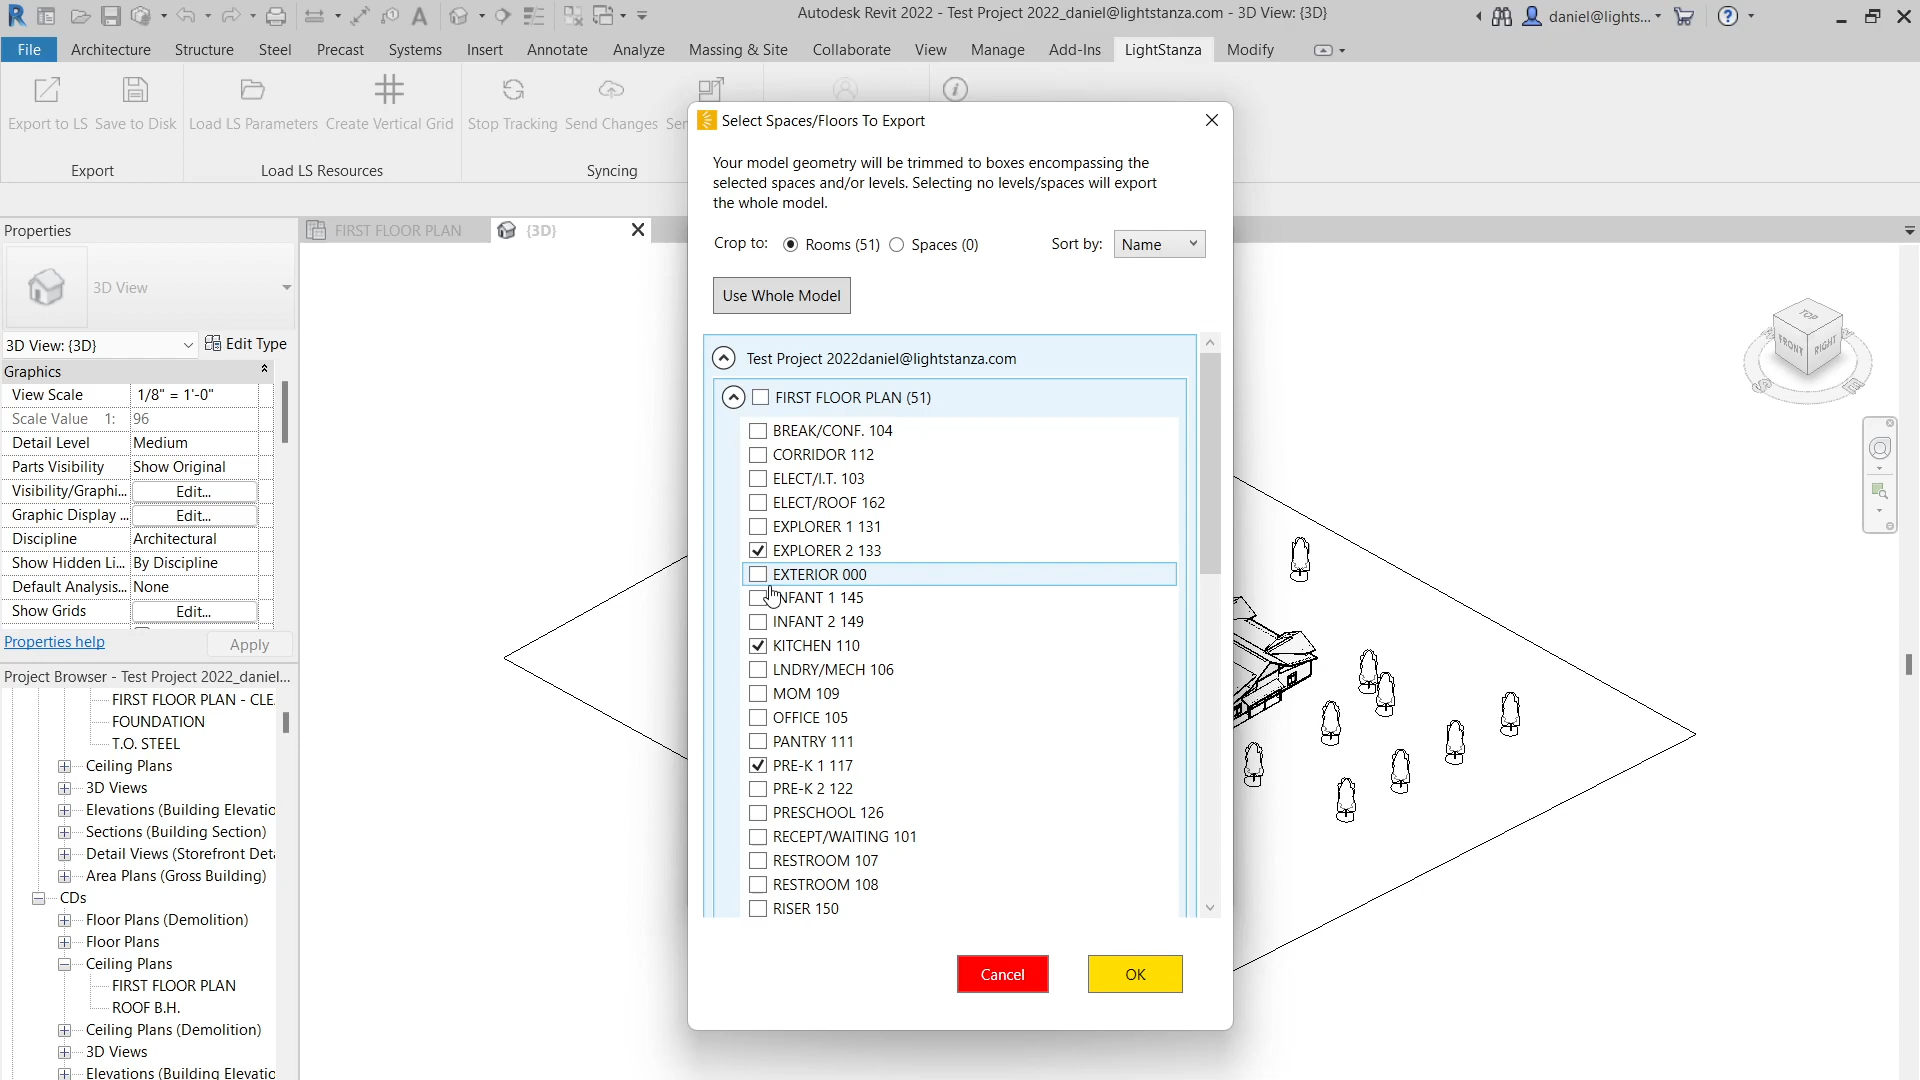 Autodesk Revit 2022 - Test Project 2022_daniel@lightstanza.com - 3D View: {3D}
daniel@lights...
File Architecture Structure Steel Precast Systems Insert Annotate Analyze Massing & Site Collaborate View Manage Add-Ins LightStanza Modify
Export to LS Save to Disk Load LS Parameters Create Vertical Grid Stop Tracking Send Changes
Export Load LS Resources Syncing
Properties
FIRST FLOOR PLAN {3D}
3D View
3D View: {3D} Edit Type
Graphics
View Scale 1/8" = 1'-0"
Scale Value 1: 96
Detail Level Medium
Parts Visibility Show Original
Visibility/Graphi... Edit...
Graphic Display ... Edit...
Discipline Architectural
Show Hidden Li... By Discipline
Default Analysis... None
Show Grids Edit...
Properties help Apply
Project Browser - Test Project 2022_daniel...
FIRST FLOOR PLAN - CLE
FOUNDATION
T.O. STEEL
Ceiling Plans
3D Views
Elevations (Building Elevatio
Sections (Building Section)
Detail Views (Storefront Det
Area Plans (Gross Building)
CDs
Floor Plans (Demolition)
Floor Plans
Ceiling Plans
FIRST FLOOR PLAN
ROOF B.H.
Ceiling Plans (Demolition)
3D Views
Elevations (Building Elevatio
Select Spaces/Floors To Export
Your model geometry will be trimmed to boxes encompassing the
selected spaces and/or levels. Selecting no levels/spaces will export
the whole model.
Crop to: Rooms (51) Spaces (0) Sort by: Name
Use Whole Model
Test Project 2022daniel@lightstanza.com
FIRST FLOOR PLAN (51)
BREAK/CONF. 104
CORRIDOR 112
ELECT/I.T. 103
ELECT/ROOF 162
EXPLORER 1 131
EXPLORER 2 133
EXTERIOR 000
INFANT 1 145
INFANT 2 149
KITCHEN 110
LNDRY/MECH 106
MOM 109
OFFICE 105
PANTRY 111
PRE-K 1 117
PRE-K 2 122
PRESCHOOL 126
RECEPT/WAITING 101
RESTROOM 107
RESTROOM 108
RISER 150
Cancel OK
TOP
FRONT RIGHT